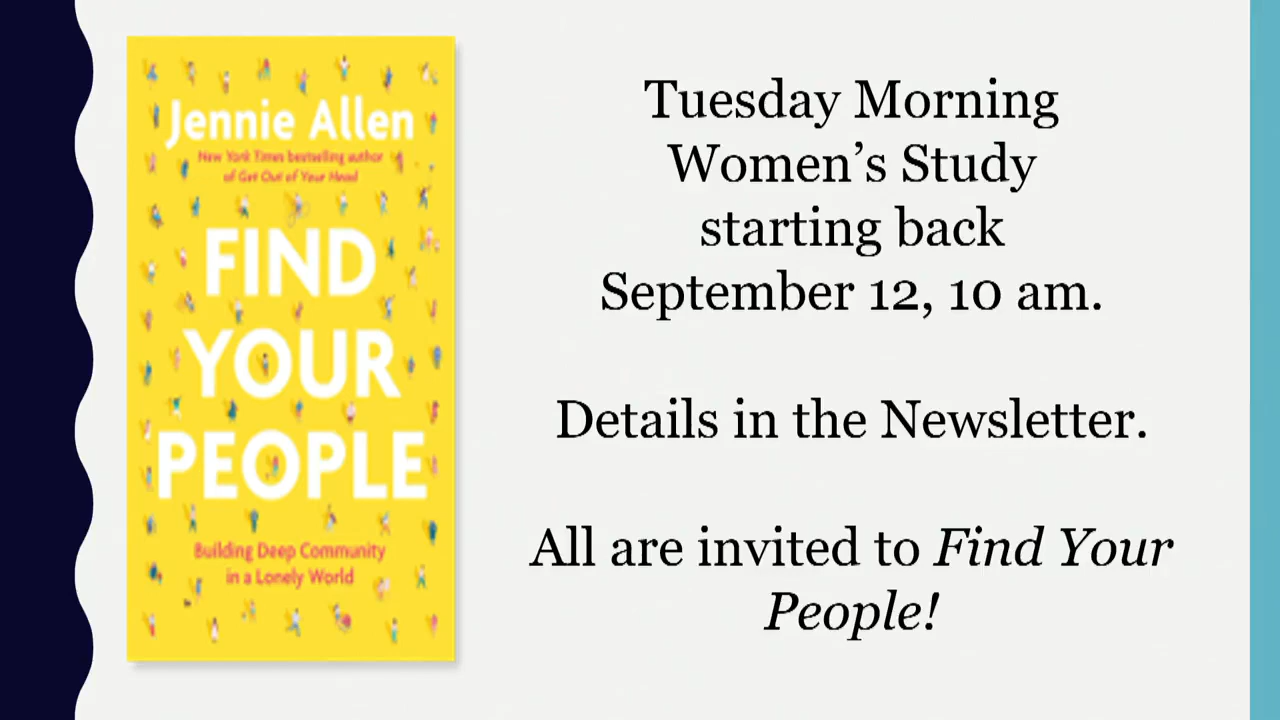 Jennie Allen
New York Times bestselling author
of Get Out of Your Head
FIND
YOUR
PEOPLE
Building Deep Community
in a Lonely World
Tuesday Morning
Women’s Study
starting back
September 12, 10 am.
Details in the Newsletter.
All are invited to Find Your
People!